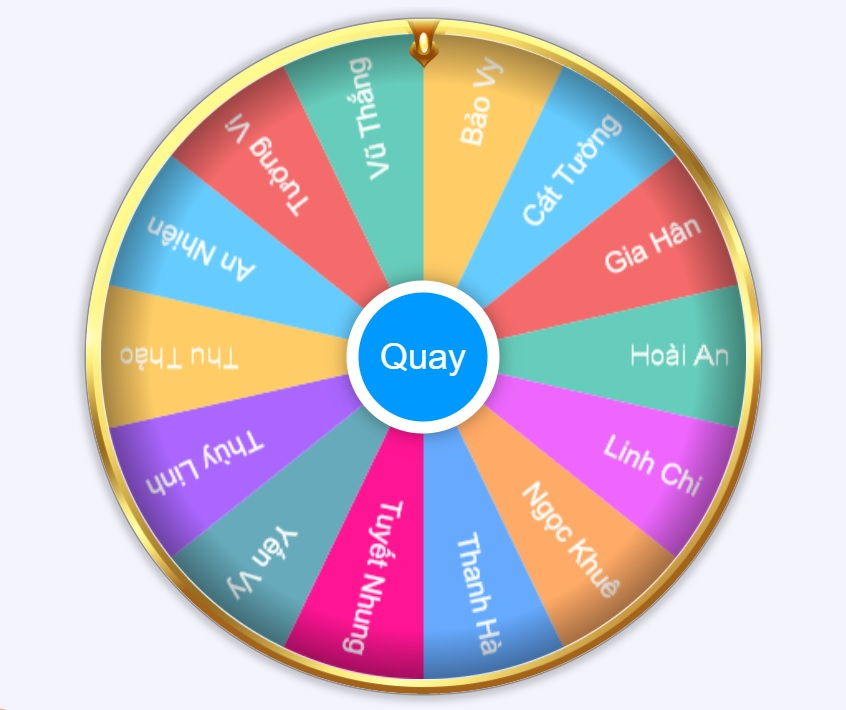 Bảo Vy
Cát Tường
Gia Hân
Hoài An
Linh Chi
Ngọc Khuê
Thanh Hà
Tuyết Nhung
Yến Vy
Thùy Linh
Thu Thảo
An Nhiên
Tường Vi
Vũ Thắng
Quay